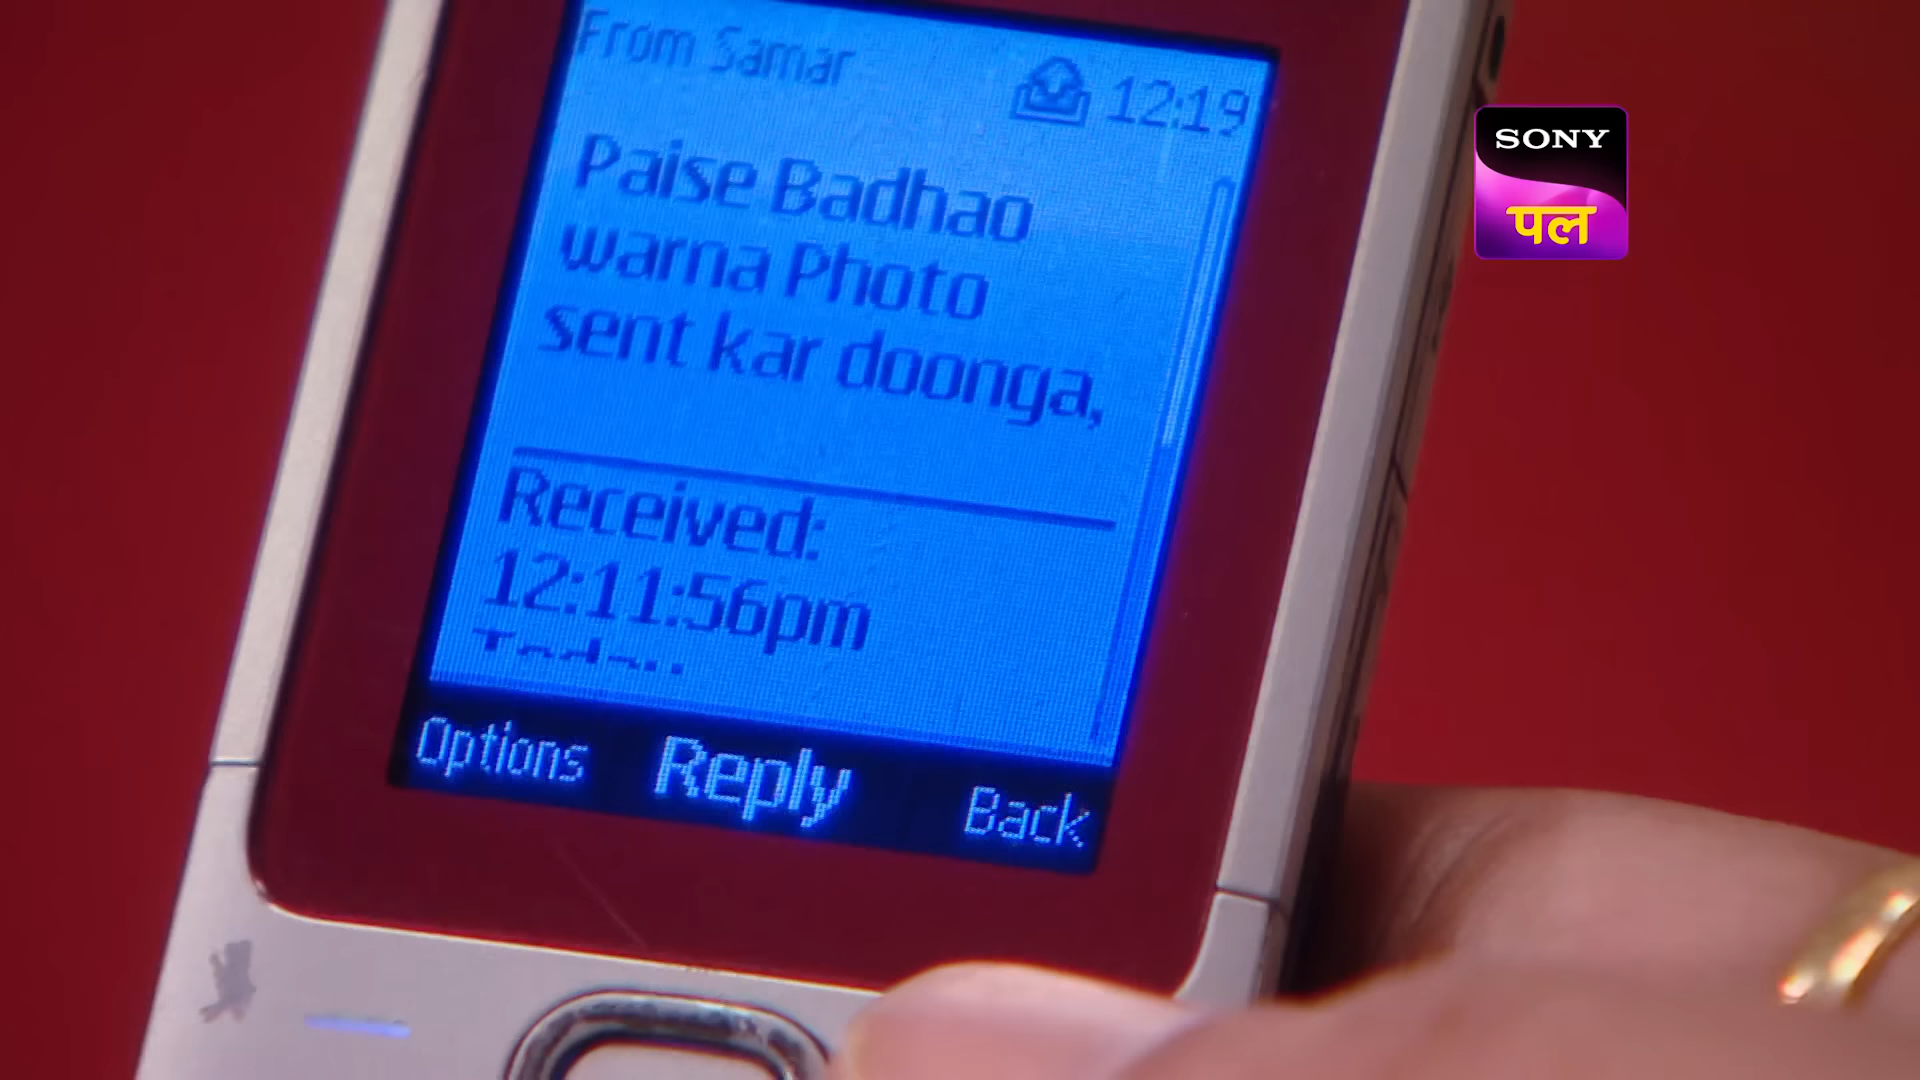 From Samar
12:19
SONY
पल
Paise Badhao
warna Photo
sent kar doonga,
Received:
12:11:56pm
Today
Options Reply Back